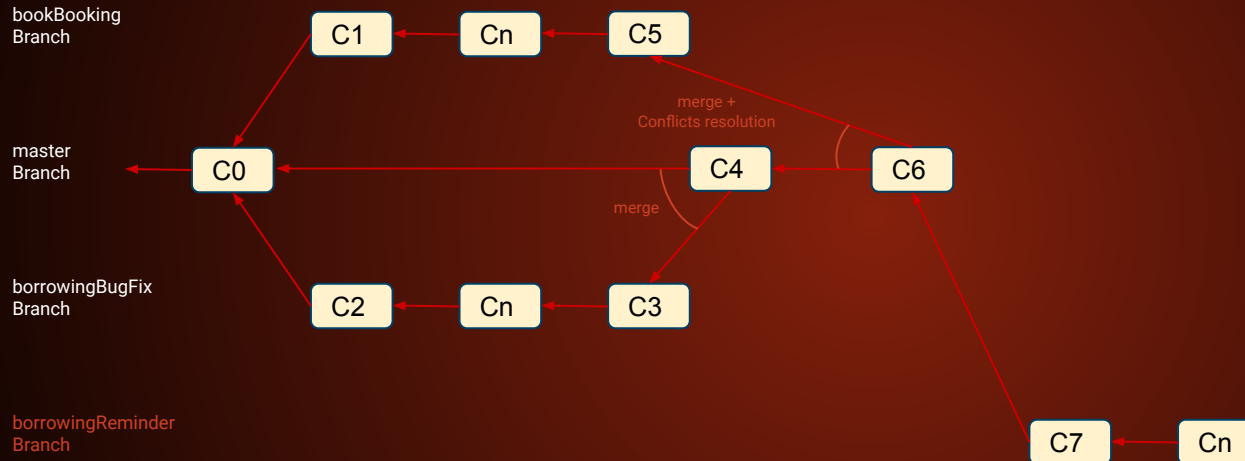 bookBooking
Branch
C1
Cn
C5
merge +
Conflicts resolution
master
Branch
C0
C4
C6
merge
borrowingBugFix
Branch
C2
Cn
C3
borrowingReminder
Branch
C7
Cn